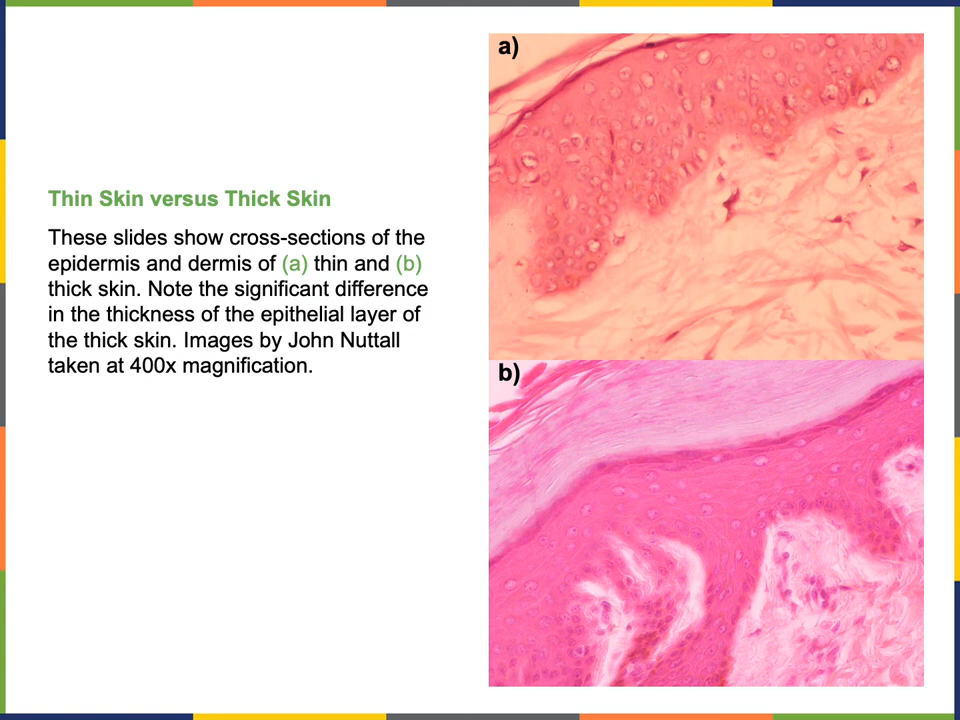 Thin Skin versus Thick Skin
These slides show cross-sections of the
epidermis and dermis of (a) thin and (b)
thick skin. Note the significant difference
in the thickness of the epithelial layer of
the thick skin. Images by John Nuttall
taken at 400x magnification.
a)
b)